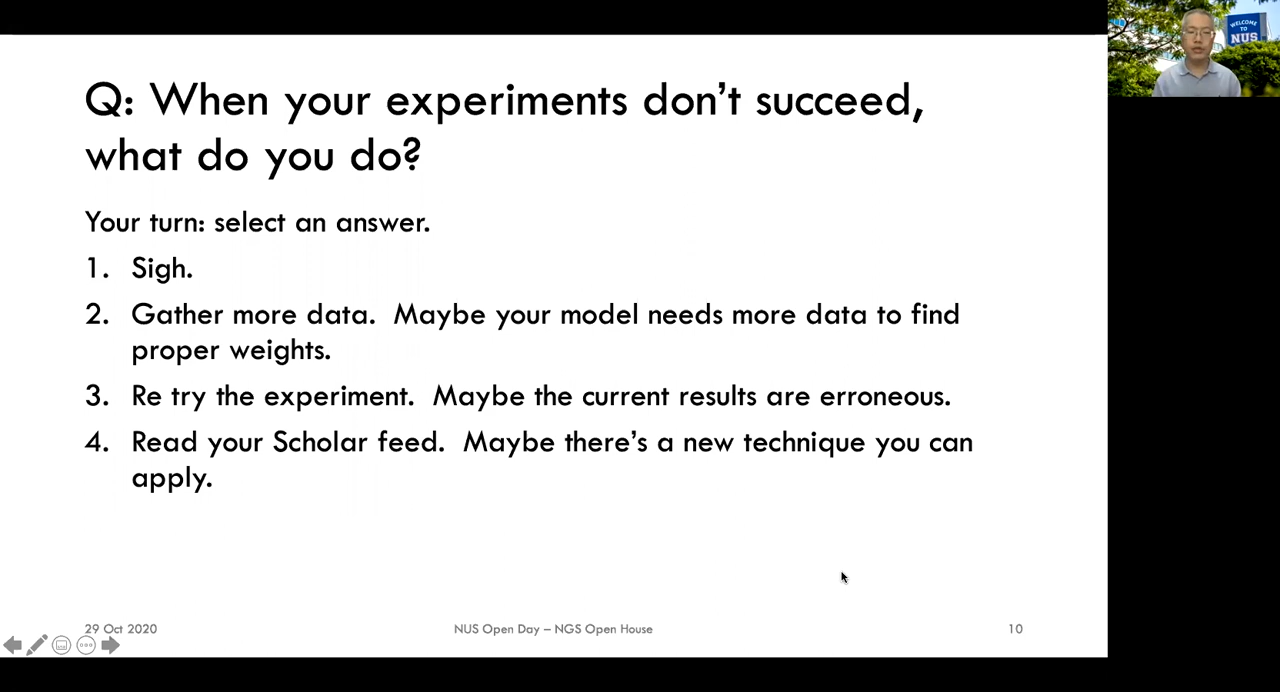 Q: When your experiments don’t succeed,
what do you do?
Your turn: select an answer.
1. Sigh.
2. Gather more data. Maybe your model needs more data to find
proper weights.
3. Re try the experiment. Maybe the current results are erroneous.
4. Read your Scholar feed. Maybe there’s a new technique you can
apply.
29 Oct 2020
NUS Open Day – NGS Open House
10
WELCOME
TO
NUS